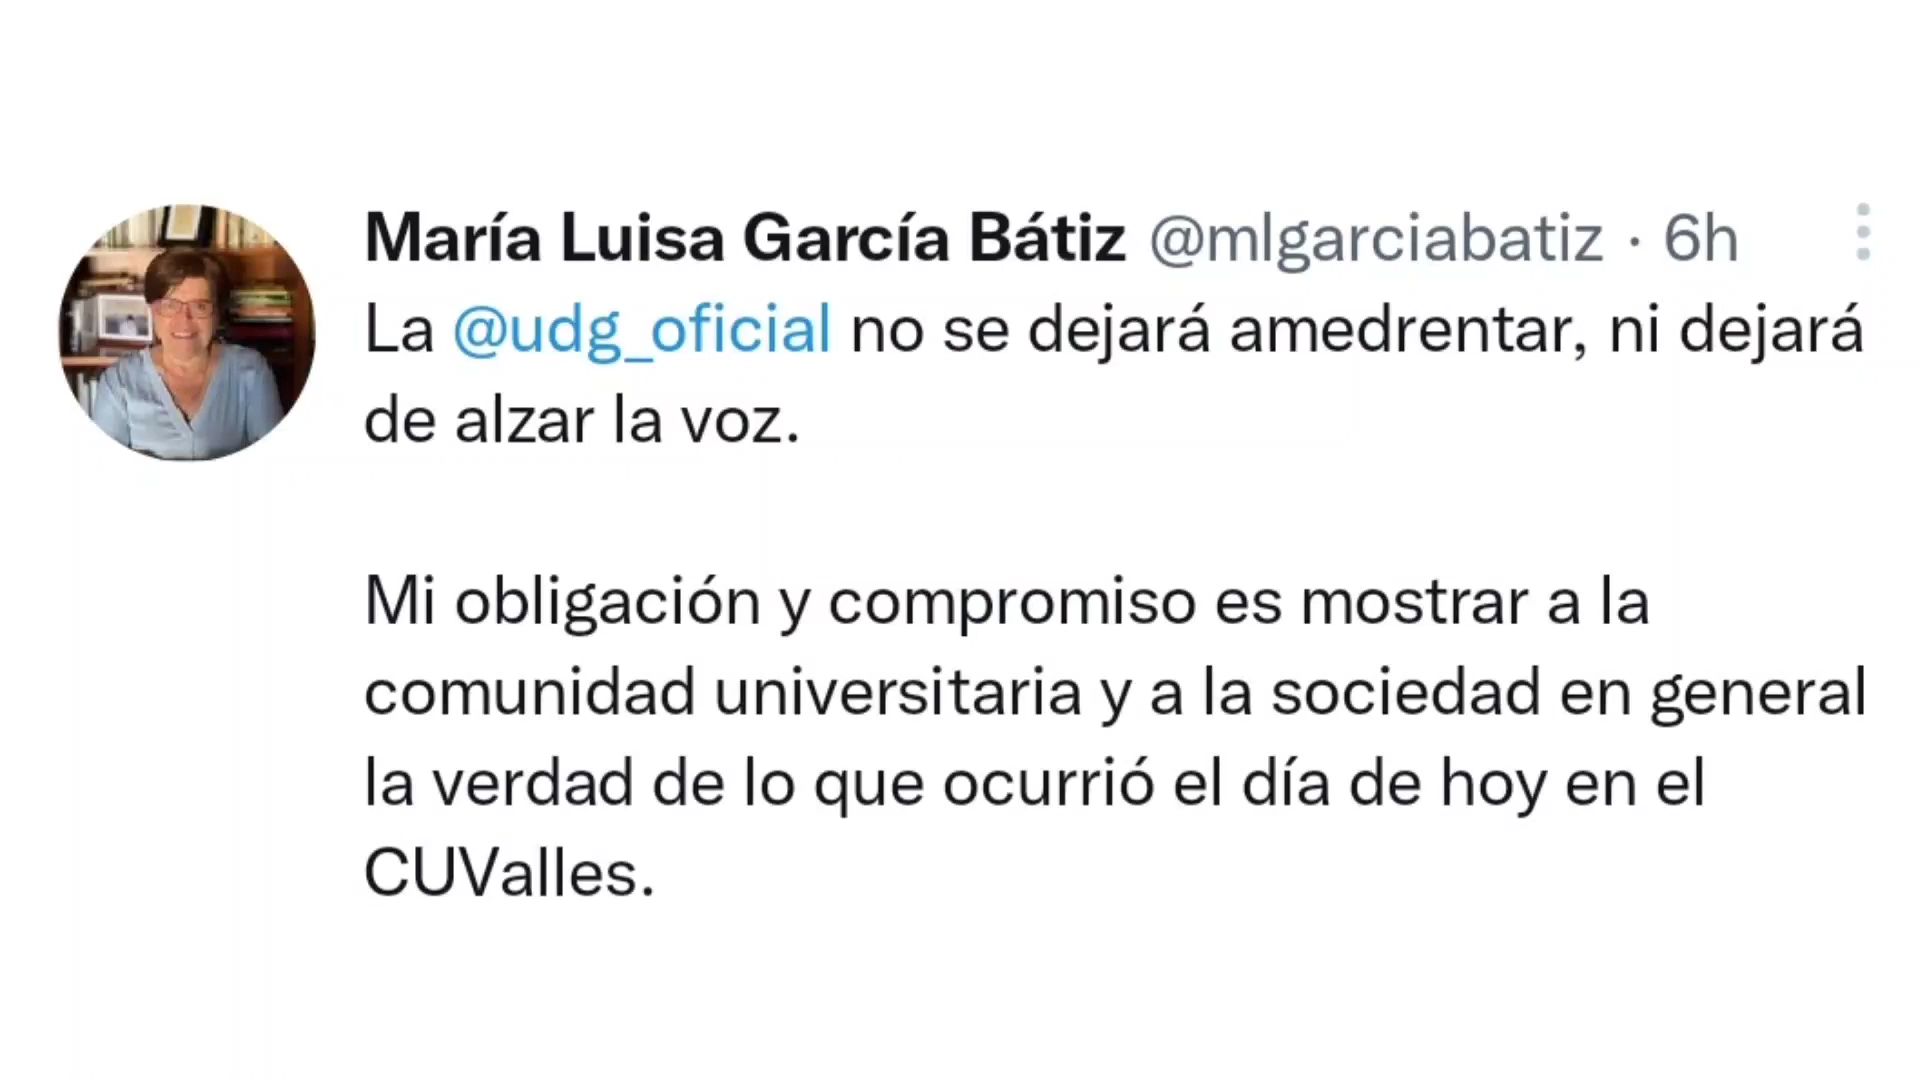 María Luisa García Bátiz @mlgarciabatiz · 6h
La @udg_oficial no se dejará amedrentar, ni dejará
de alzar la voz.
Mi obligación y compromiso es mostrar a la
comunidad universitaria y a la sociedad en general
la verdad de lo que ocurrió el día de hoy en el
CUValles.